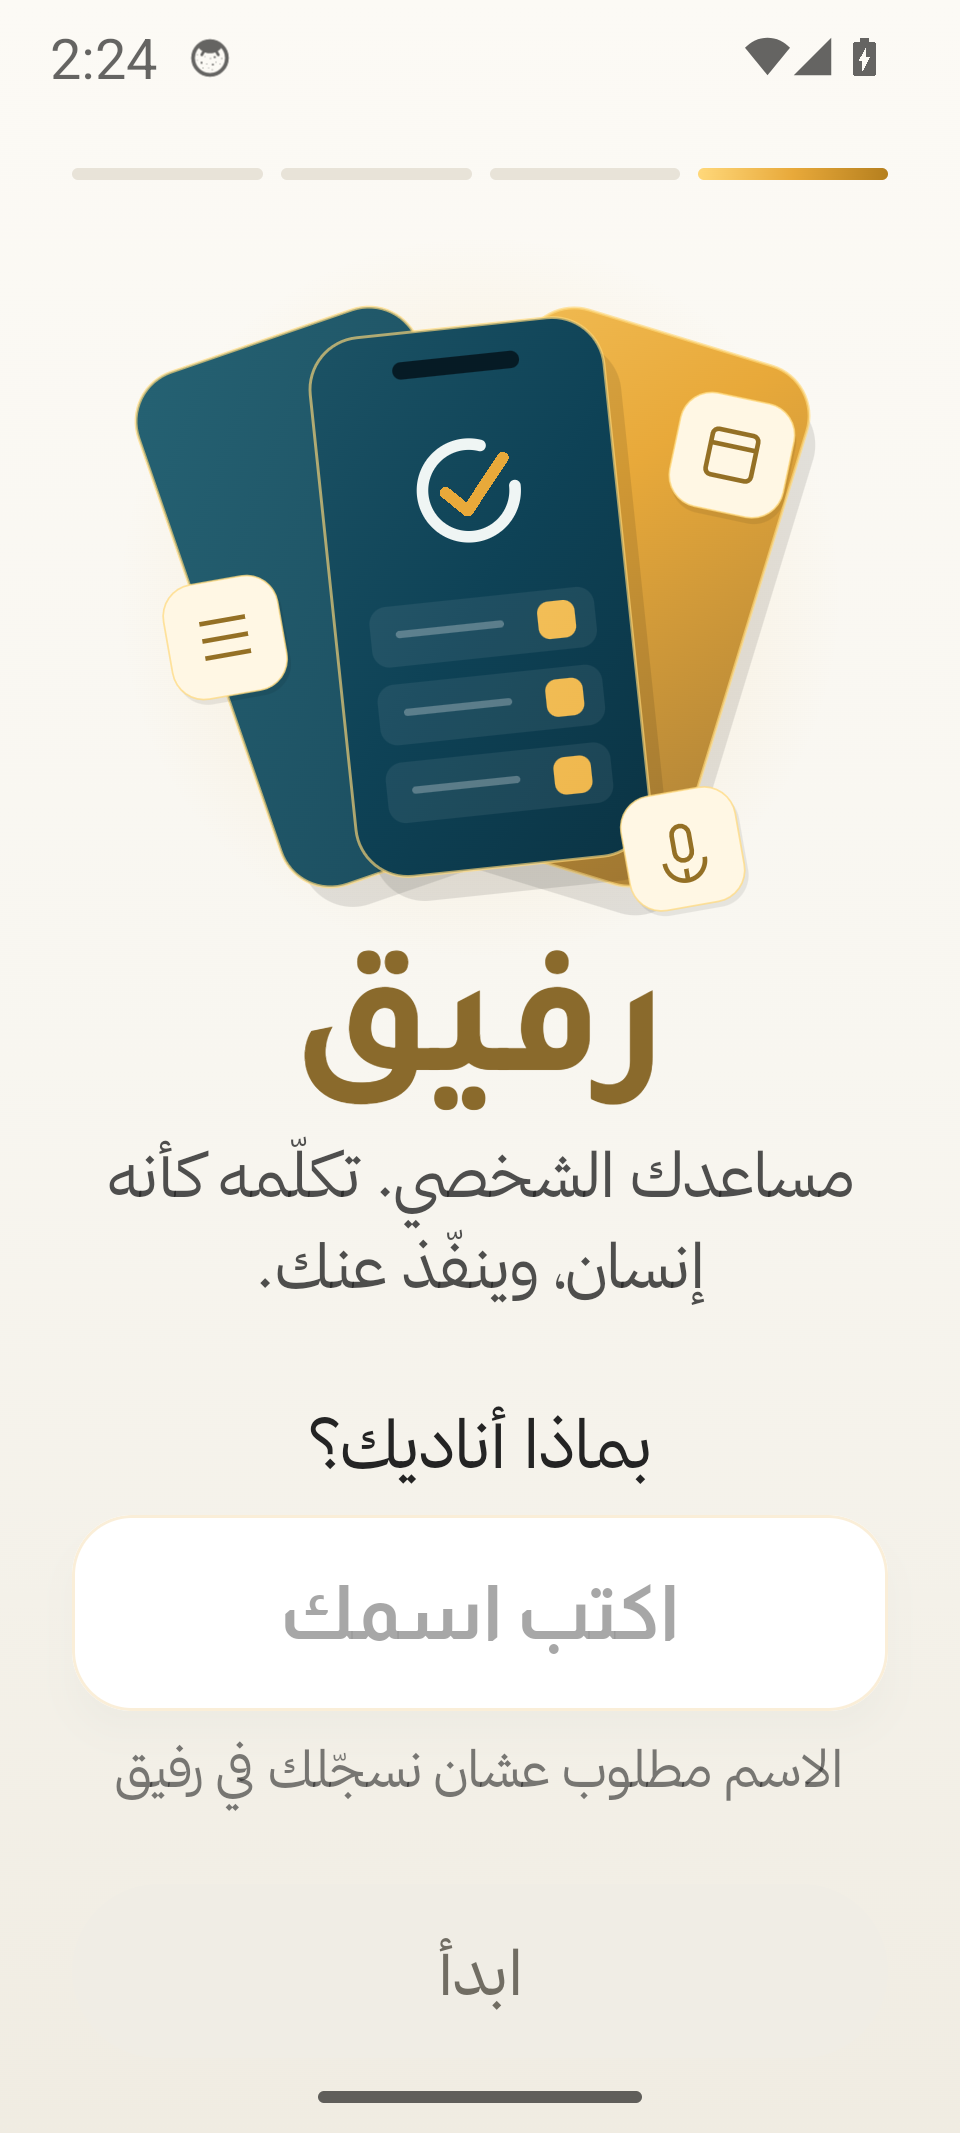 2:24
رفيق
مساعدك الشخصي. تكلّمه كأنه
إنسان، وينفّذ عنك.
بماذا أناديك؟
اكتب اسمك
الاسم مطلوب عشان نسجّلك في رفيق
ابدأ